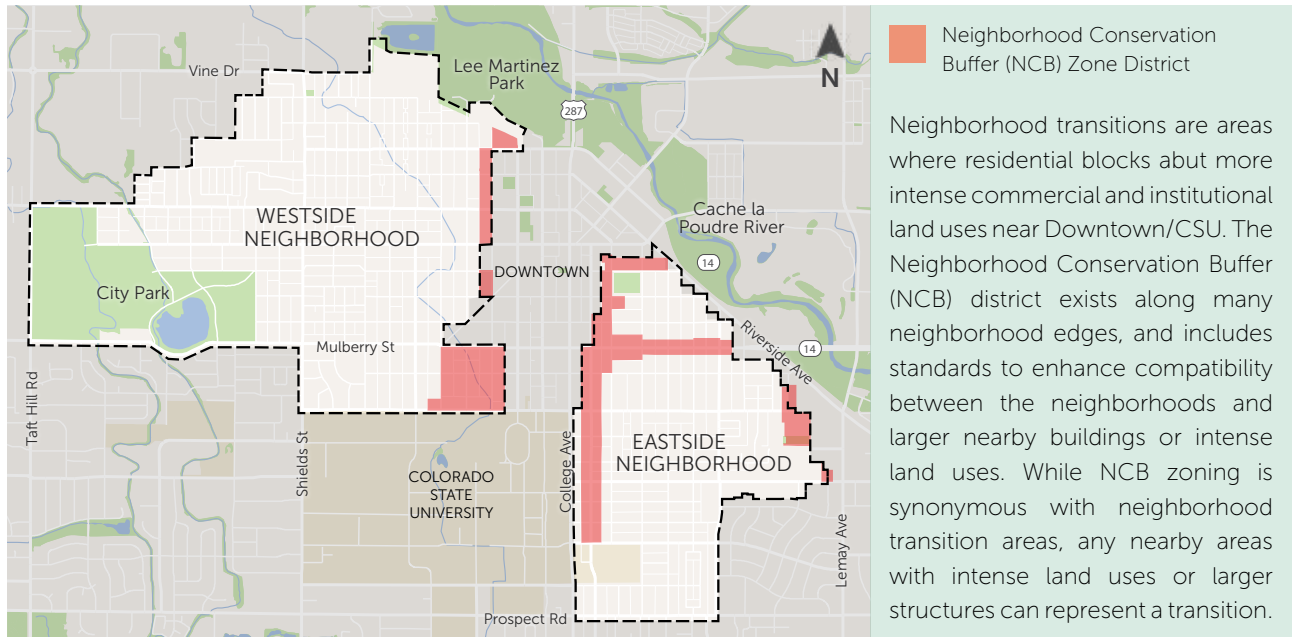 Vine Dr
Lee Martinez
Park
287
N
WESTSIDE
NEIGHBORHOOD
Cache la
Poudre River
14
DOWNTOWN
City Park
Mulberry St
Riverside Ave
14
Taft Hill Rd
Shields St
College Ave
EASTSIDE
NEIGHBORHOOD
COLORADO
STATE
UNIVERSITY
Lemay Ave
Prospect Rd
Neighborhood Conservation
Buffer (NCB) Zone District
Neighborhood transitions are areas
where residential blocks abut more
intense commercial and institutional
land uses near Downtown/CSU. The
Neighborhood Conservation Buffer
(NCB) district exists along many
neighborhood edges, and includes
standards to enhance compatibility
between the neighborhoods and
larger nearby buildings or intense
land uses. While NCB zoning is
synonymous with neighborhood
transition areas, any nearby areas
with intense land uses or larger
structures can represent a transition.